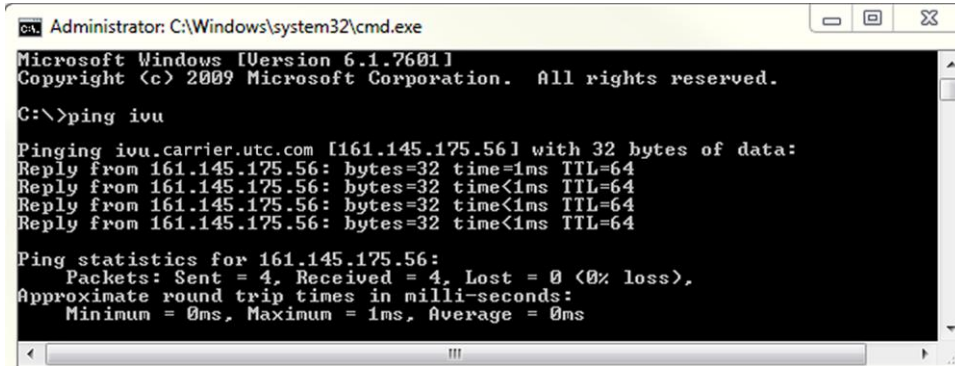 Administrator: C:\Windows\system32\cmd.exe
Microsoft Windows [Version 6.1.7601]
Copyright (c) 2009 Microsoft Corporation.  All rights reserved.
C:\>ping ivu
Pinging ivu.carrier.utc.com [161.145.175.56] with 32 bytes of data:
Reply from 161.145.175.56: bytes=32 time=1ms TTL=64
Reply from 161.145.175.56: bytes=32 time<1ms TTL=64
Reply from 161.145.175.56: bytes=32 time<1ms TTL=64
Reply from 161.145.175.56: bytes=32 time<1ms TTL=64
Ping statistics for 161.145.175.56:
    Packets: Sent = 4, Received = 4, Lost = 0 (0% loss),
Approximate round trip times in milli-seconds:
    Minimum = 0ms, Maximum = 1ms, Average = 0ms